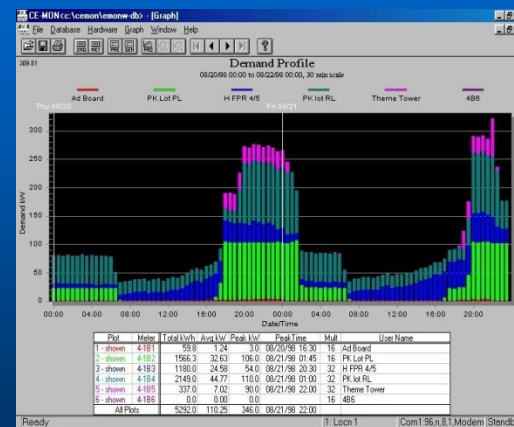 CE-MON<c:\cemon\emonw-db> - [Graph]
File Database Hardware Graph Window Help
309.81
Demand Profile
08/20/98 00:00 to 08/22/98 00:00, 30 min scale
Ad Board PK Lot PL H FPR 4/5 PK lot RL Theme Tower 4B6
Thu 08/20 Fri 08/21
Demand kW
300
250
200
150
100
50
0
00:00 04:00 08:00 12:00 16:00 20:00 00:00 04:00 08:00 12:00 16:00 20:00
Date/Time
Plot Meter Total kWh Avg kW Peak kW PeakTime Mult User Name
1 - shown 4-1B1 59.8 1.24 3.0 08/20/98 16:30 16 Ad Board
2 - shown 4-1B2 1566.3 32.63 106.0 08/21/98 01:45 16 PK Lot PL
3 - shown 4-1B3 1180.0 24.58 54.0 08/21/98 20:30 32 H FPR 4/5
4 - shown 4-1B4 2149.0 44.77 110.0 08/21/98 01:00 32 PK lot RL
5 - shown 4-1B5 337.0 7.02 90.0 08/21/98 22:00 32 Theme Tower
6 - shown 4-1B6 0.0 0.00 0.0 16 4B6
All Plots 5292.0 110.25 346.0 08/21/98 22:00
Ready 1: Locn 1 Com1:96,n,8,1,Modem Standb